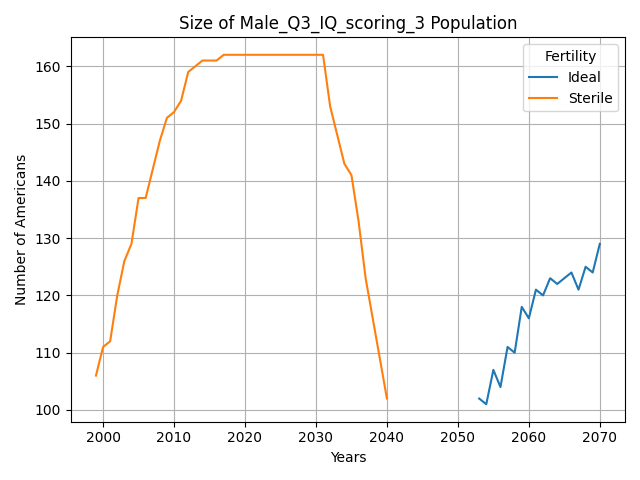 Size of Male_Q3_IQ_scoring_3 Population
Number of Americans
160
150
140
130
120
110
100
Fertility
Ideal
Sterile
2000 2010 2020 2030 2040 2050 2060 2070
Years